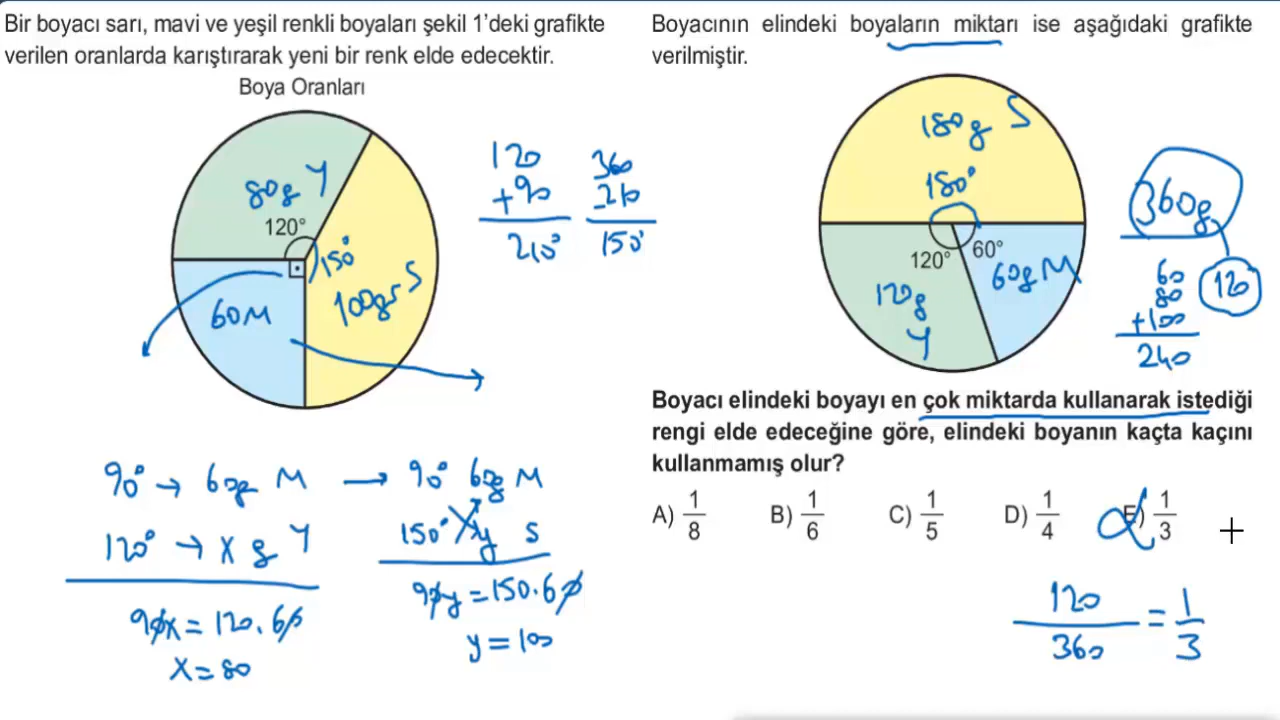 Bir boyacı sarı, mavi ve yeşil renkli boyaları şekil 1’deki grafikte
verilen oranlarda karıştırarak yeni bir renk elde edecektir.
Boya Oranları
80g Y
120°
150°
100gr S
60M
120
+90
210°
360
210
150°
90° → 60g M → 90° 60g M
120° → x g Y
150° y S
90x = 120.60
x = 80
90y = 150.60
y = 100
Boyacının elindeki boyaların miktarı ise aşağıdaki grafikte
verilmiştir.
180g S
180°
120°
60°
120g
Y
60g M
360g
120
60
80
+100
240
Boyacı elindeki boyayı en çok miktarda kullanarak istediği
rengi elde edeceğine göre, elindeki boyanın kaçta kaçını
kullanmamış olur?
A) 1/8 B) 1/6 C) 1/5 D) 1/4 E) 1/3
120/360 = 1/3